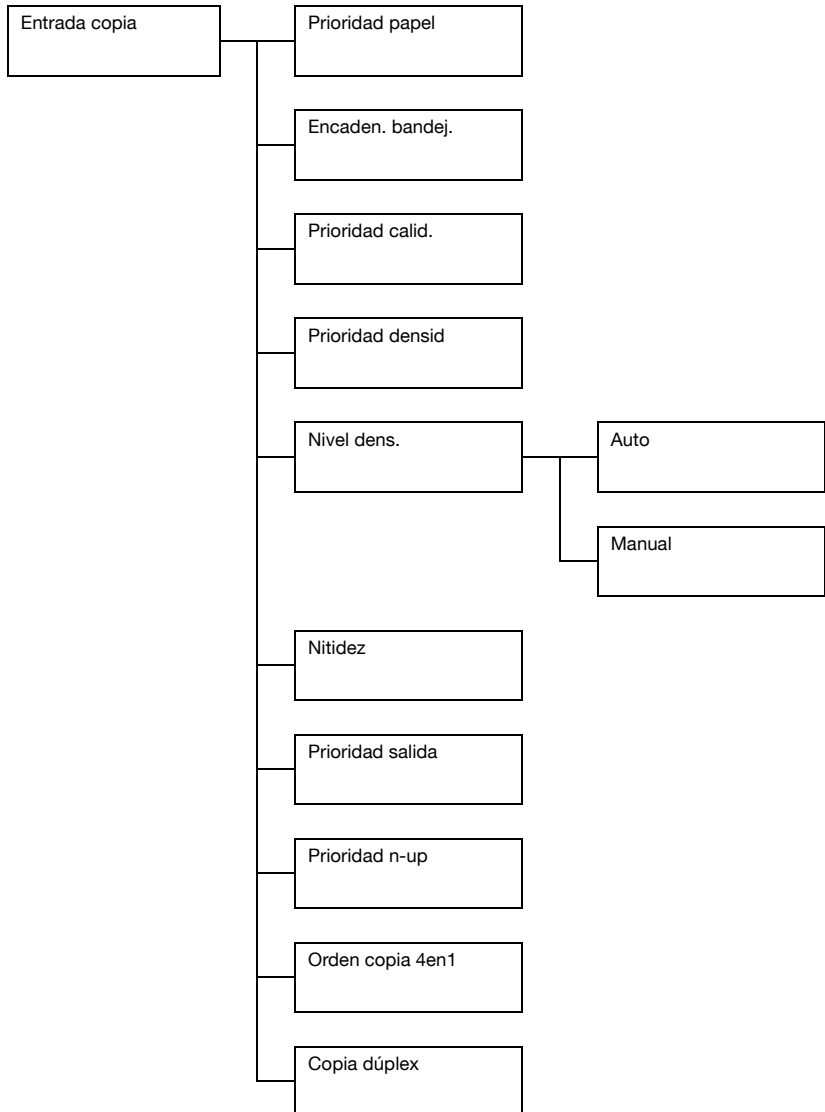 Entrada copia
Prioridad papel
Encaden. bandej.
Prioridad calid.
Prioridad densid
Nivel dens.
Auto
Manual
Nitidez
Prioridad salida
Prioridad n-up
Orden copia 4en1
Copia dúplex